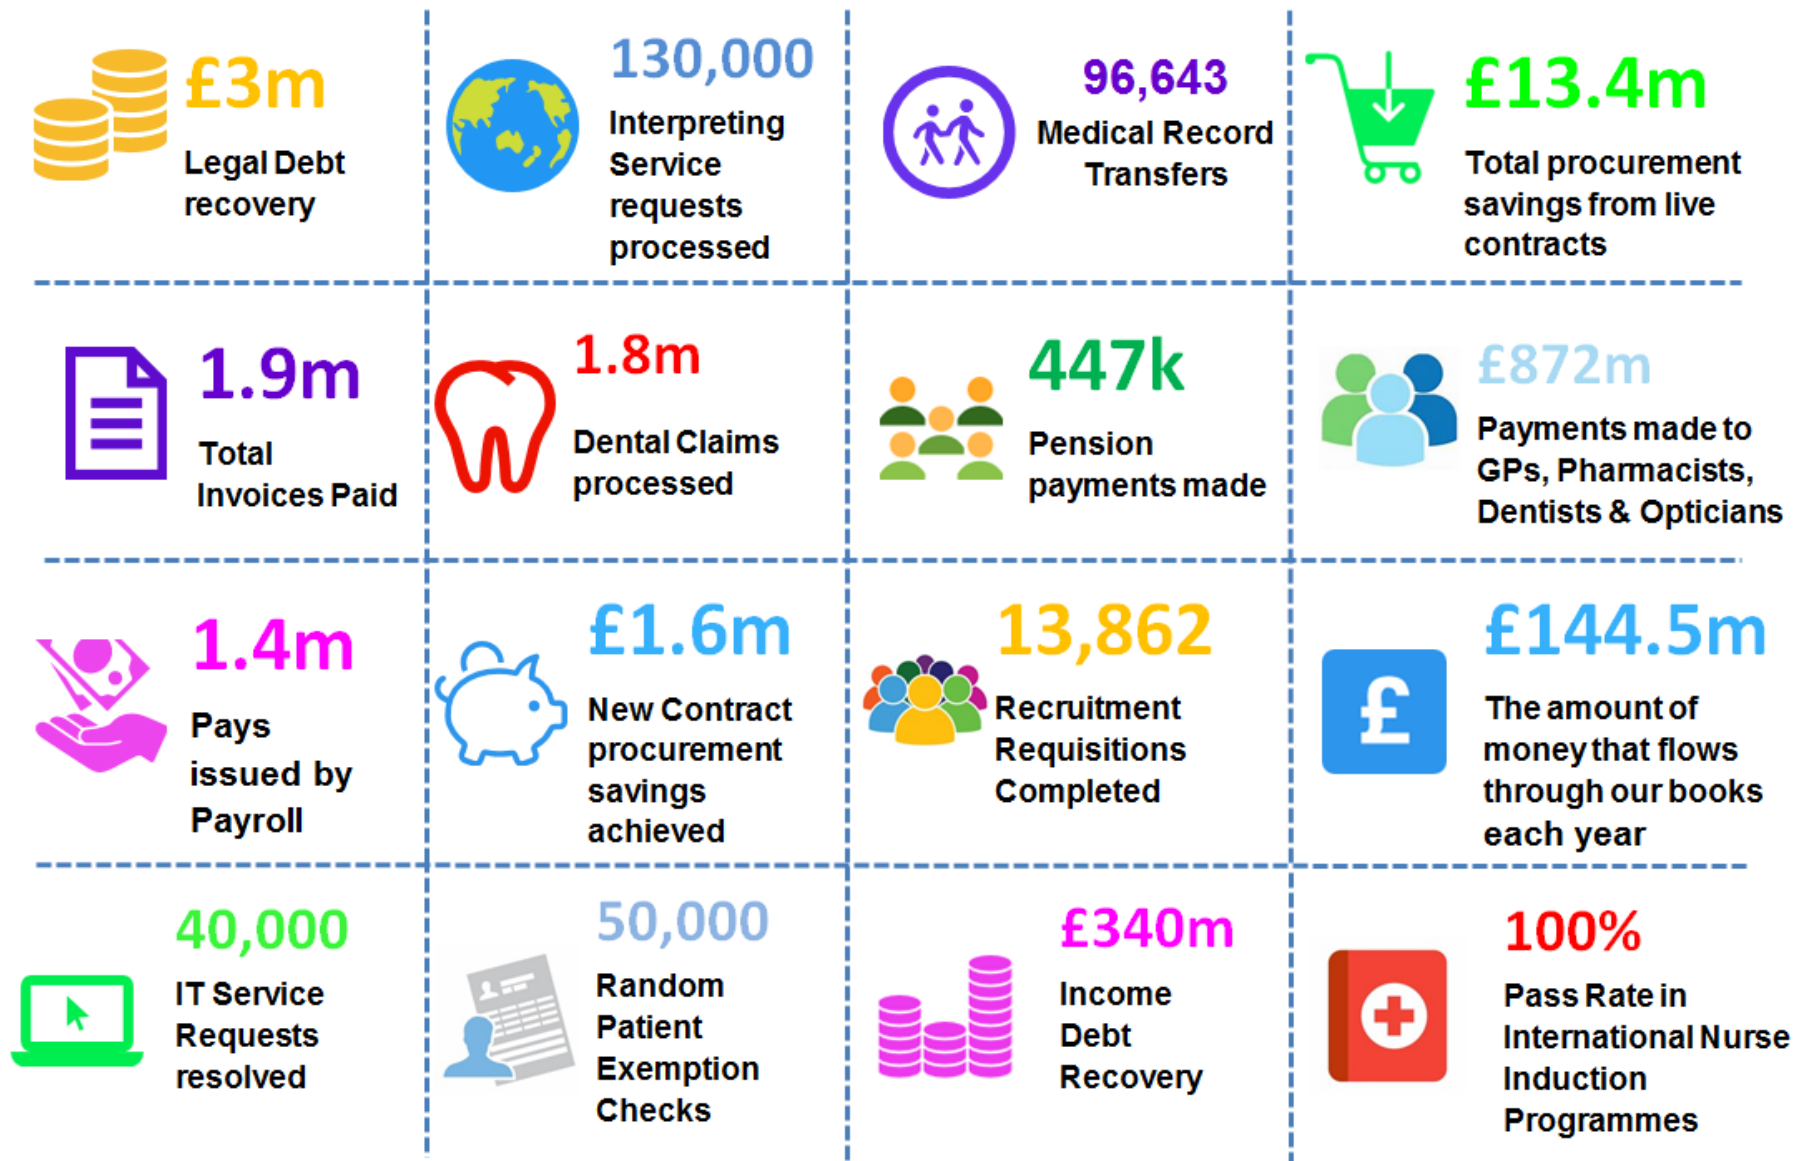 £3m
Legal Debt
recovery
130,000
Interpreting
Service
requests
processed
96,643
Medical Record
Transfers
£13.4m
Total procurement
savings from live
contracts
1.9m
Total
Invoices Paid
1.8m
Dental Claims
processed
447k
Pension
payments made
£872m
Payments made to
GPs, Pharmacists,
Dentists & Opticians
1.4m
Pays
issued by
Payroll
£1.6m
New Contract
procurement
savings
achieved
13,862
Recruitment
Requisitions
Completed
£
£144.5m
The amount of
money that flows
through our books
each year
40,000
IT Service
Requests
resolved
50,000
Random
Patient
Exemption
Checks
£340m
Income
Debt
Recovery
100%
Pass Rate in
International Nurse
Induction
Programmes